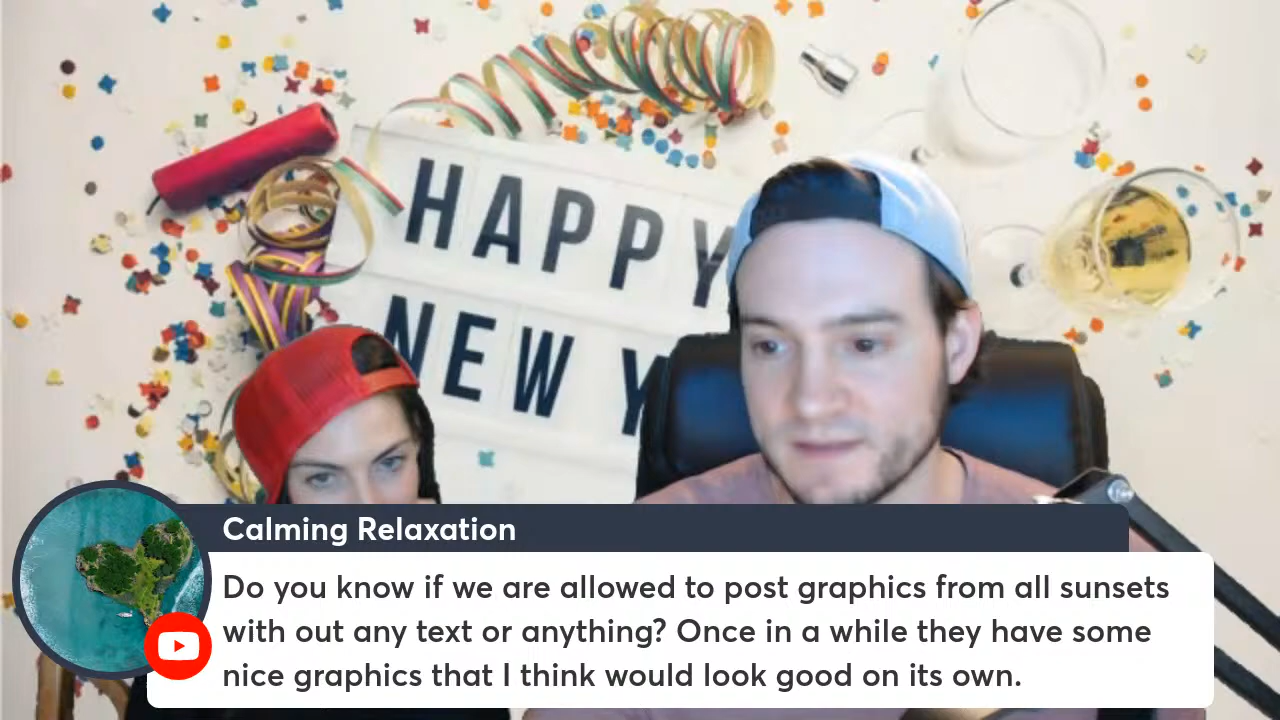 HAPPY
NEW Y
Calming Relaxation
Do you know if we are allowed to post graphics from all sunsets
with out any text or anything? Once in a while they have some
nice graphics that I think would look good on its own.